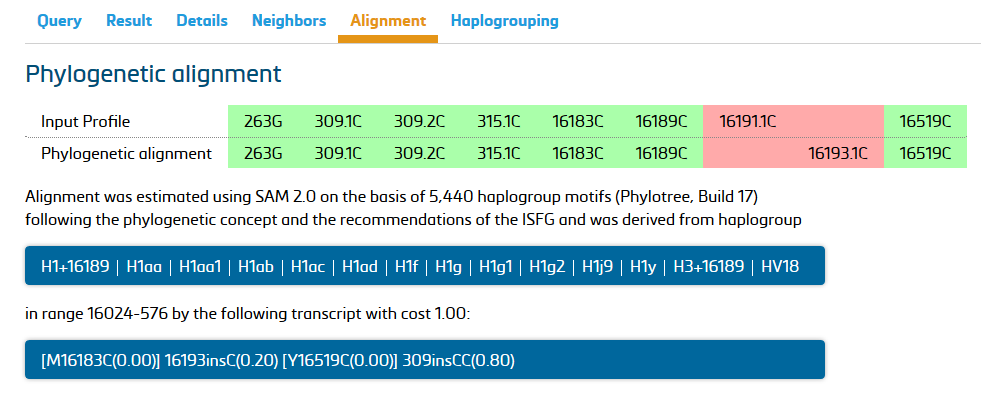 Query Result Details Neighbors Alignment Haplogrouping
Phylogenetic alignment
Input Profile 263G 309.1C 309.2C 315.1C 16183C 16189C 16191.1C 16519C
Phylogenetic alignment 263G 309.1C 309.2C 315.1C 16183C 16189C 16193.1C 16519C
Alignment was estimated using SAM 2.0 on the basis of 5,440 haplogroup motifs (Phylotree, Build 17)
following the phylogenetic concept and the recommendations of the ISFG and was derived from haplogroup
H1+16189 | H1aa | H1aa1 | H1ab | H1ac | H1ad | H1f | H1g | H1g1 | H1g2 | H1j9 | H1y | H3+16189 | HV18
in range 16024-576 by the following transcript with cost 1.00:
[M16183C(0.00)] 16193insC(0.20) [Y16519C(0.00)] 309insCC(0.80)